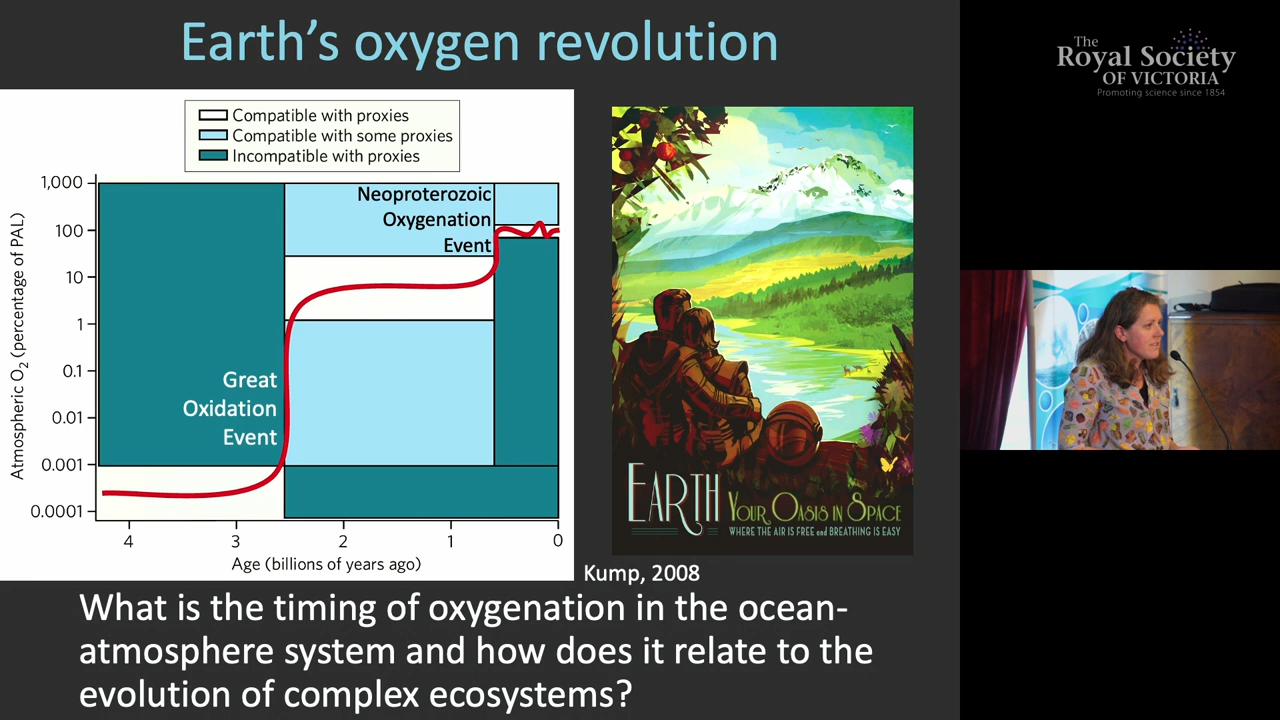 Earth's oxygen revolution
Compatible with proxies
Compatible with some proxies
Incompatible with proxies
Atmospheric O2 (percentage of PAL)
1,000
100
10
1
0.1
0.01
0.001
0.0001
Neoproterozoic
Oxygenation
Event
Great
Oxidation
Event
4
3
2
1
0
Age (billions of years ago)
EARTH YOUR OASIS IN SPACE
WHERE THE AIR IS FREE and BREATHING IS EASY
Kump, 2008
What is the timing of oxygenation in the ocean-
atmosphere system and how does it relate to the
evolution of complex ecosystems?
The
Royal Society
OF VICTORIA
Promoting science since 1854